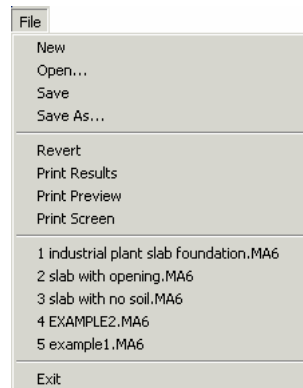 File
New
Open...
Save
Save As...
Revert
Print Results
Print Preview
Print Screen
1 industrial plant slab foundation.MA6
2 slab with opening.MA6
3 slab with no soil.MA6
4 EXAMPLE2.MA6
5 example1.MA6
Exit